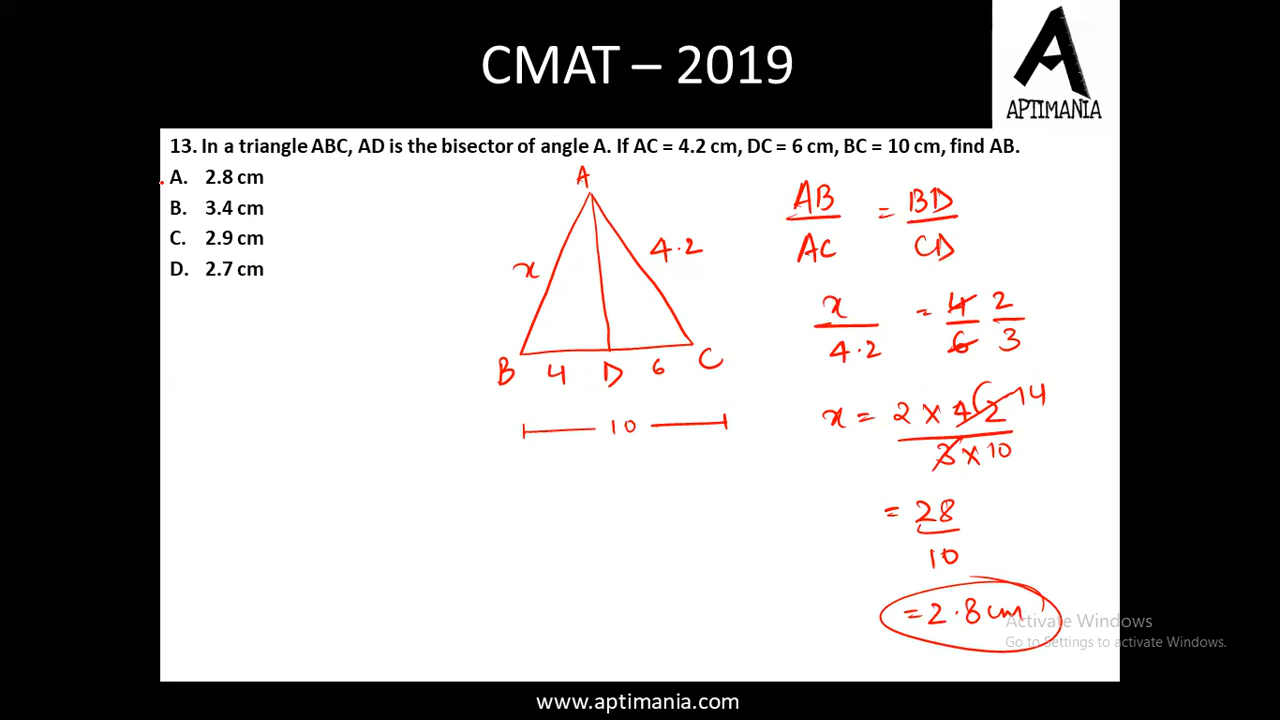 CMAT – 2019
A
APTIMANIA
13. In a triangle ABC, AD is the bisector of angle A. If AC = 4.2 cm, DC = 6 cm, BC = 10 cm, find AB.
A. 2.8 cm
B. 3.4 cm
C. 2.9 cm
D. 2.7 cm
A
x
4.2
B 4 D 6 C
10
AB/AC = BD/CD
x/4.2 = 4/6 2/3
x = 2 × 42 14 / 3 × 10
= 28/10
= 2.8 cm
Activate Windows
Go to Settings to activate Windows.
www.aptimania.com